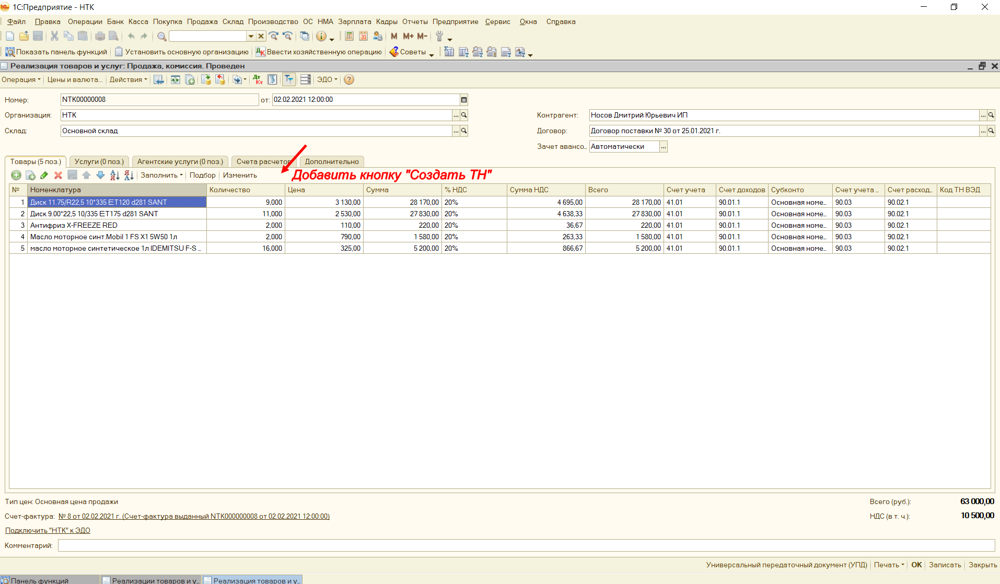 1С:Предприятие - НТК
Файл Правка Операции Банк Касса Покупка Продажа Склад Производство ОС НМА Зарплата Кадры Отчеты Предприятие Сервис Окна Справка
M M+ M-
Показать панель функций Установить основную организацию Ввести хозяйственную операцию Советы
Реализация товаров и услуг: Продажа, комиссия. Проведен
Операция Цены и валюта... Действия ЭДО
Номер: NTK00000008 от: 02.02.2021 12:00:00
Организация: НТК Контрагент: Носов Дмитрий Юрьевич ИП
Склад: Основной склад Договор: Договор поставки № 30 от 25.01.2021 г.
Зачет авансо... Автоматически
Товары (5 поз.) Услуги (0 поз.) Агентские услуги (0 поз.) Счета расчетов Дополнительно
Заполнить Подбор Изменить Добавить кнопку "Создать ТН"
№ Номенклатура Количество Цена Сумма % НДС Сумма НДС Всего Счет учета Счет доходов Субконто Счет учета ... Счет расход... Код ТН ВЭД
1 Диск 11.75/R22,5 10*335 ET120 d281 SANT 9,000 3 130,00 28 170,00 20% 4 695,00 28 170,00 41.01 90.01.1 Основная номе... 90.03 90.02.1
2 Диск 9.00*22,5 10/335 ET175 d281 SANT 11,000 2 530,00 27 830,00 20% 4 638,33 27 830,00 41.01 90.01.1 Основная номе... 90.03 90.02.1
3 Антифриз X-FREEZE RED 2,000 110,00 220,00 20% 36,67 220,00 41.01 90.01.1 Основная номе... 90.03 90.02.1
4 Масло моторное синт.Mobil 1 FS X1 5W50 1л 2,000 790,00 1 580,00 20% 263,33 1 580,00 41.01 90.01.1 Основная номе... 90.03 90.02.1
5 масло моторное синтетическое 1л IDEMITSU F-S ... 16,000 325,00 5 200,00 20% 866,67 5 200,00 41.01 90.01.1 Основная номе... 90.03 90.02.1
Тип цен: Основная цена продажи Всего (руб.): 63 000,00
Счет-фактура: № 8 от 02.02.2021 г. (Счет-фактура выданный NTK000000008 от 02.02.2021 12:00:00) НДС (в т. ч.): 10 500,00
Подключить "НТК" к ЭДО
Комментарий:
Универсальный передаточный документ (УПД) Печать OK Записать Закрыть
Панель функций Реализации товаров и у... Реализация товаров и у...